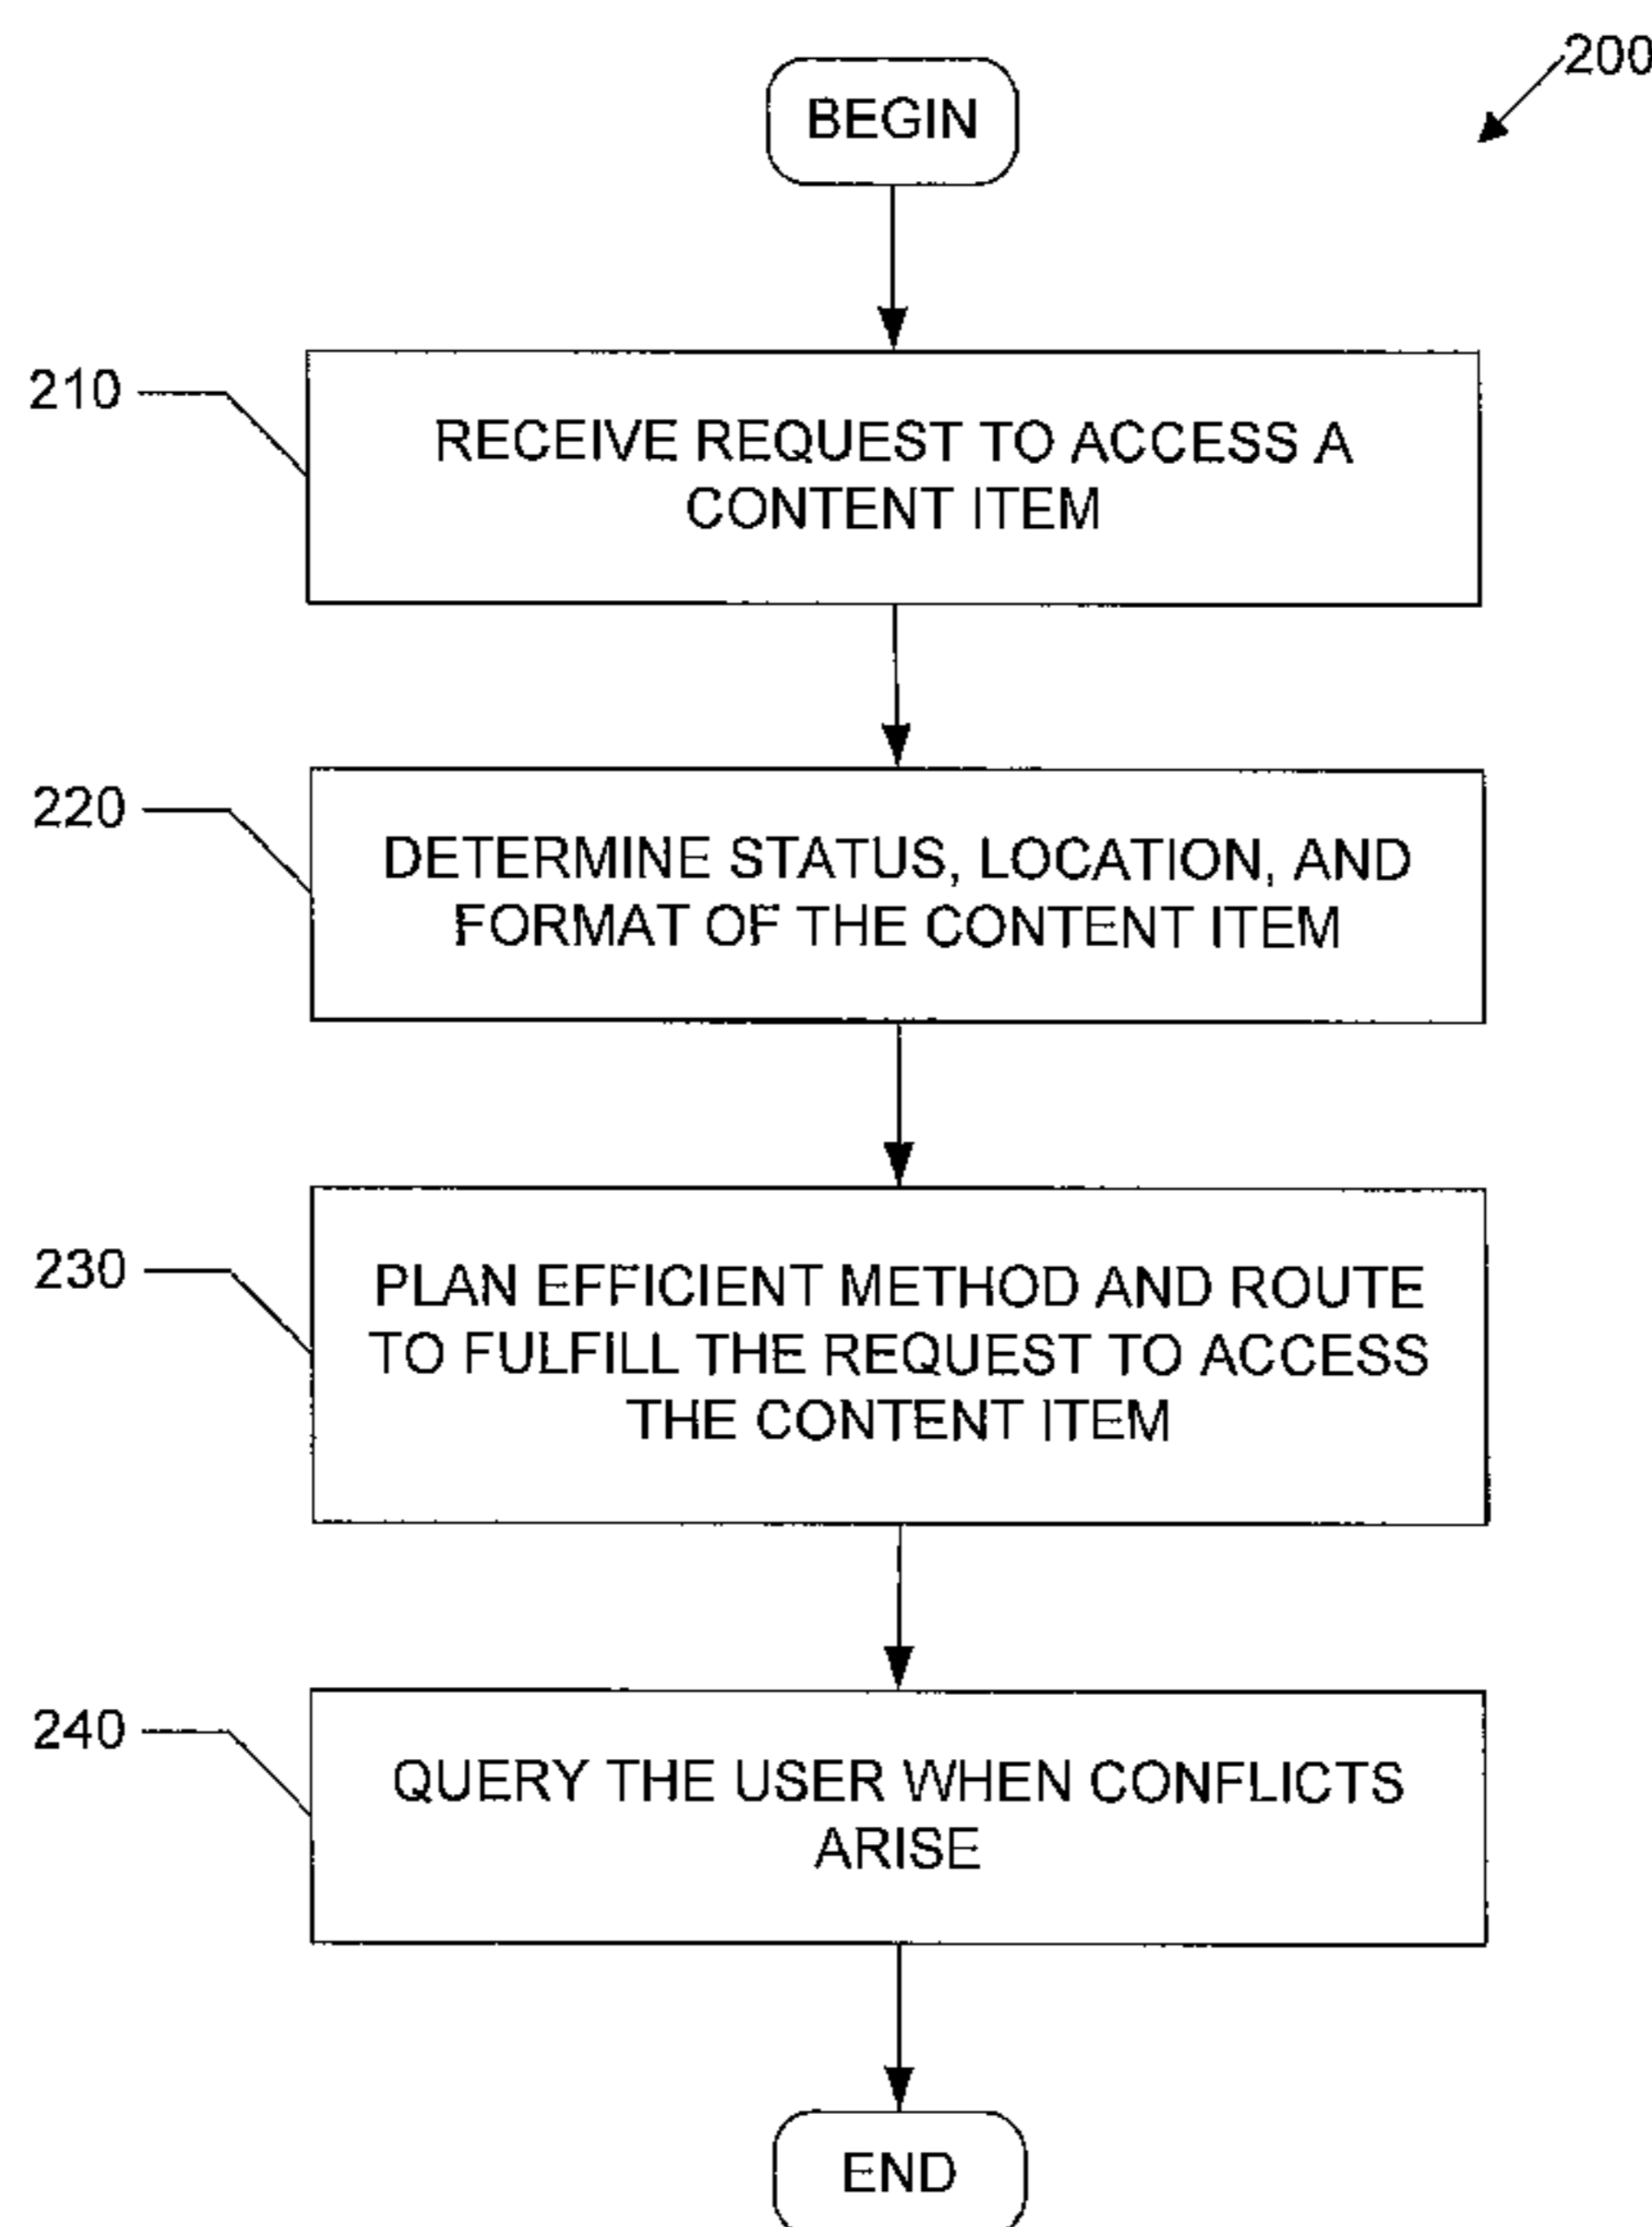 200
BEGIN
210
RECEIVE REQUEST TO ACCESS A
CONTENT ITEM
220
DETERMINE STATUS, LOCATION, AND
FORMAT OF THE CONTENT ITEM
230
PLAN EFFICIENT METHOD AND ROUTE
TO FULFILL THE REQUEST TO ACCESS
THE CONTENT ITEM
240
QUERY THE USER WHEN CONFLICTS
ARISE
END